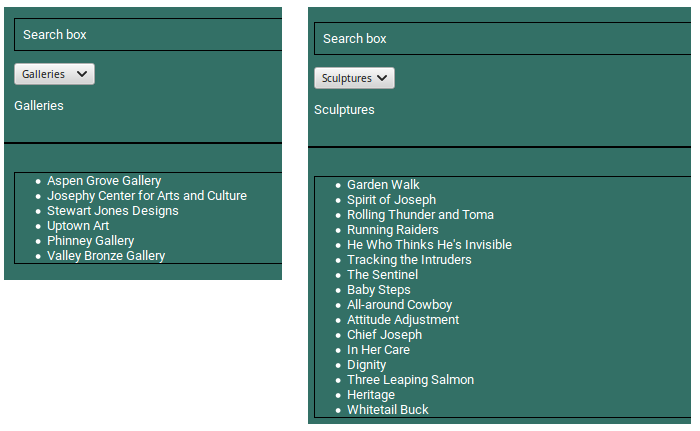 Search box
Galleries
Galleries
Aspen Grove Gallery
Josephy Center for Arts and Culture
Stewart Jones Designs
Uptown Art
Phinney Gallery
Valley Bronze Gallery
Search box
Sculptures
Sculptures
Garden Walk
Spirit of Joseph
Rolling Thunder and Toma
Running Raiders
He Who Thinks He's Invisible
Tracking the Intruders
The Sentinel
Baby Steps
All-around Cowboy
Attitude Adjustment
Chief Joseph
In Her Care
Dignity
Three Leaping Salmon
Heritage
Whitetail Buck